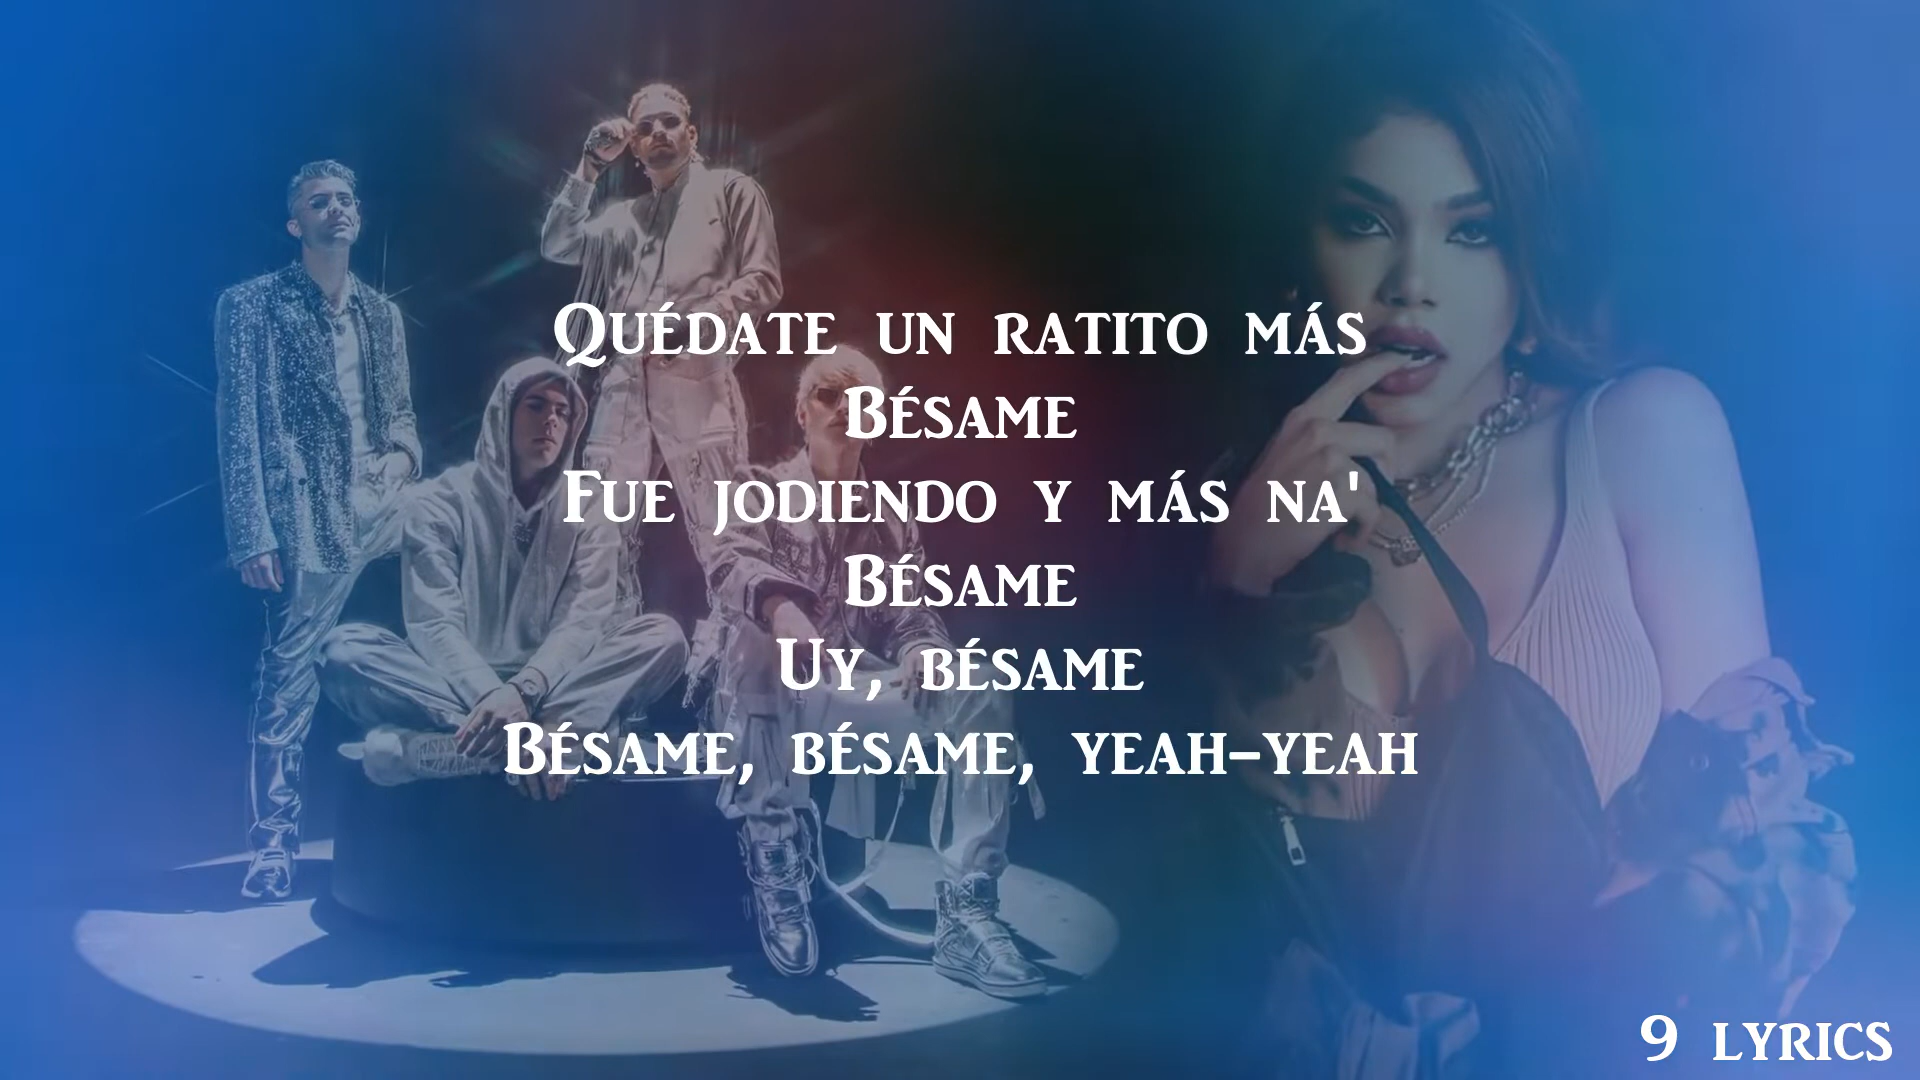 Quédate un ratito más
Bésame
Fue jodiendo y más na'
Bésame
Uy, bésame
Bésame, bésame, yeah-yeah
9 lyrics